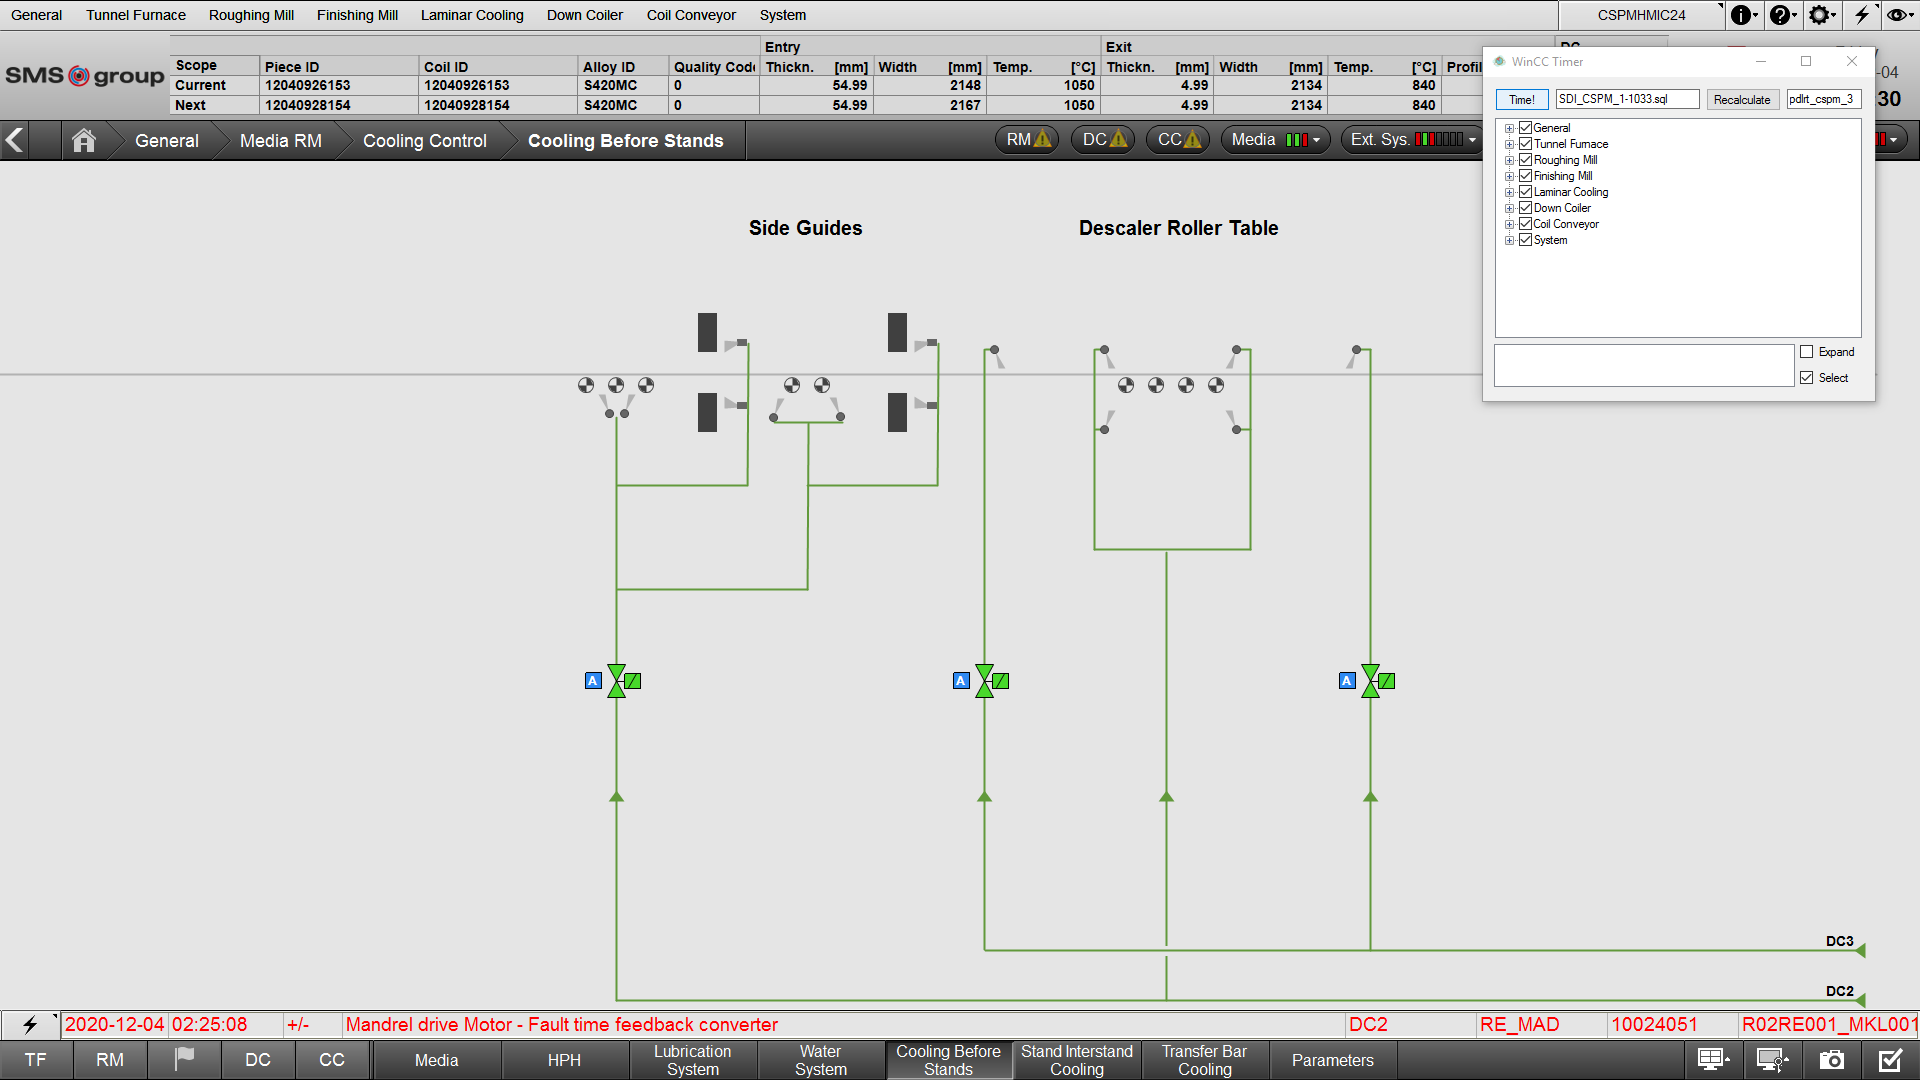 General Tunnel Furnace Roughing Mill Finishing Mill Laminar Cooling Down Coiler Coil Conveyor System CSPMHMIC24
SMS group
Entry Exit
Scope Piece ID Coil ID Alloy ID Quality Code Thickn. [mm] Width [mm] Temp. [°C] Thickn. [mm] Width [mm] Temp. [°C]
Current 12040926153 12040926153 S420MC 0 54.99 2148 1050 4.99 2134 840
Next 12040928154 12040928154 S420MC 0 54.99 2167 1050 4.99 2134 840
-04
30
General Media RM Cooling Control Cooling Before Stands RM DC CC Media Ext. Sys.
WinCC Timer
Time! SDI_CSPM_1-1033.sql Recalculate pdlrt_cspm_3
General
Tunnel Furnace
Roughing Mill
Finishing Mill
Laminar Cooling
Down Coiler
Coil Conveyor
System
Expand
Select
Side Guides Descaler Roller Table
A A A
DC3
DC2
2020-12-04 02:25:08 +/- Mandrel drive Motor - Fault time feedback converter DC2 RE_MAD 10024051 R02RE001_MKL001
TF RM DC CC Media HPH Lubrication System Water System Cooling Before Stands Stand Interstand Cooling Transfer Bar Cooling Parameters